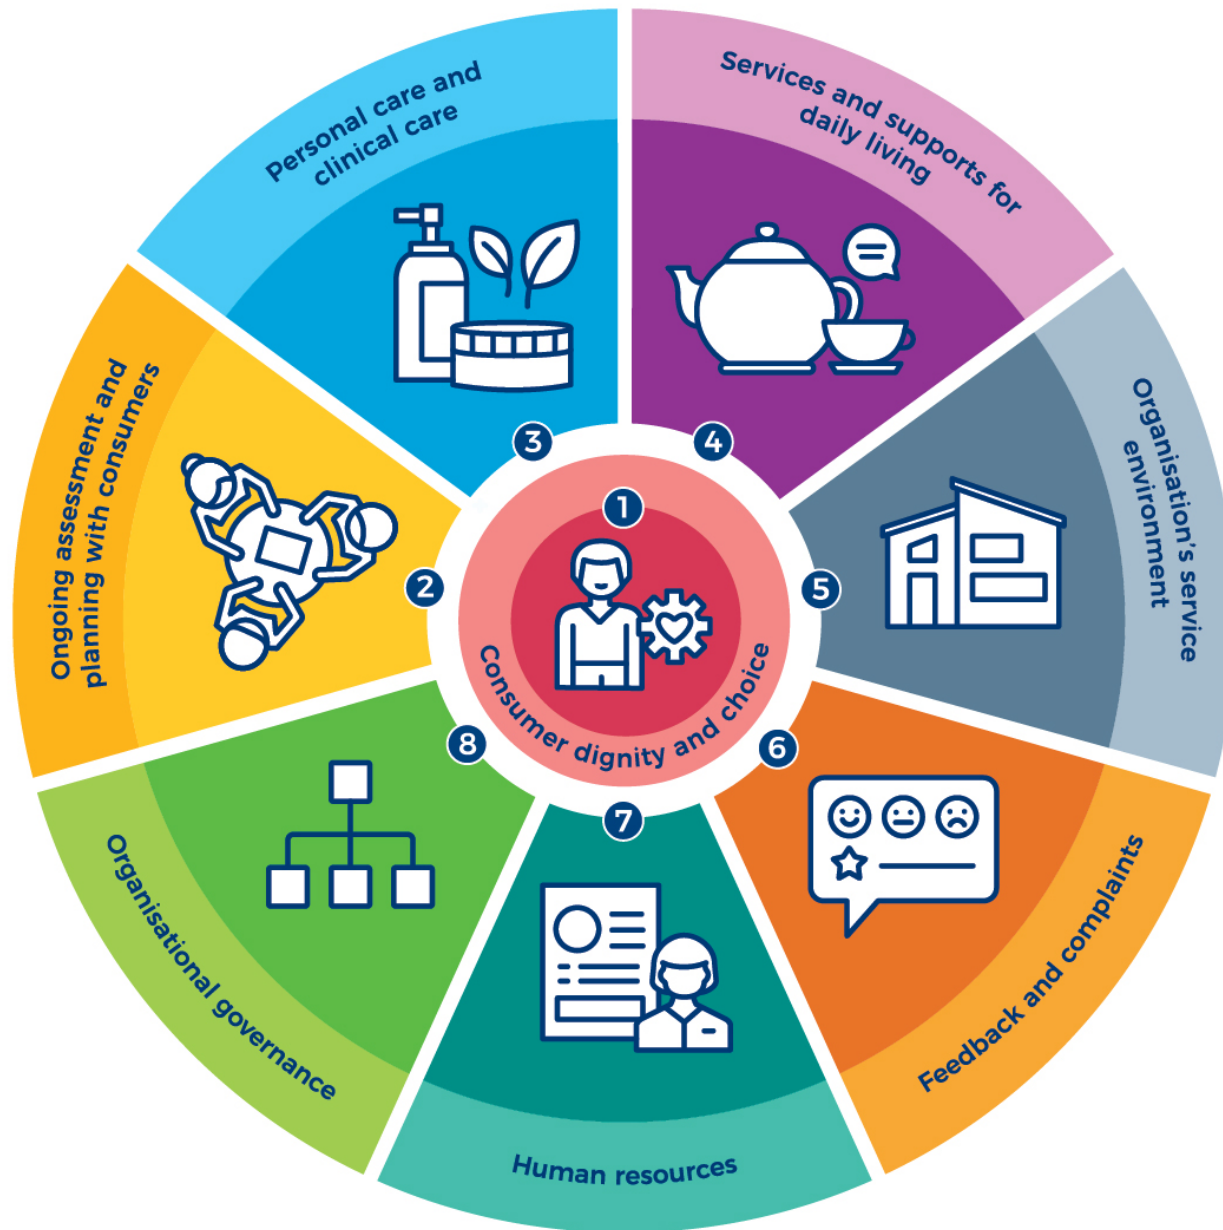 1
Consumer dignity and choice
2
Ongoing assessment and
planning with consumers
3
Personal care and
clinical care
4
Services and supports for
daily living
5
Organisation's service
environment
6
Feedback and complaints
7
Human resources
8
Organisational governance